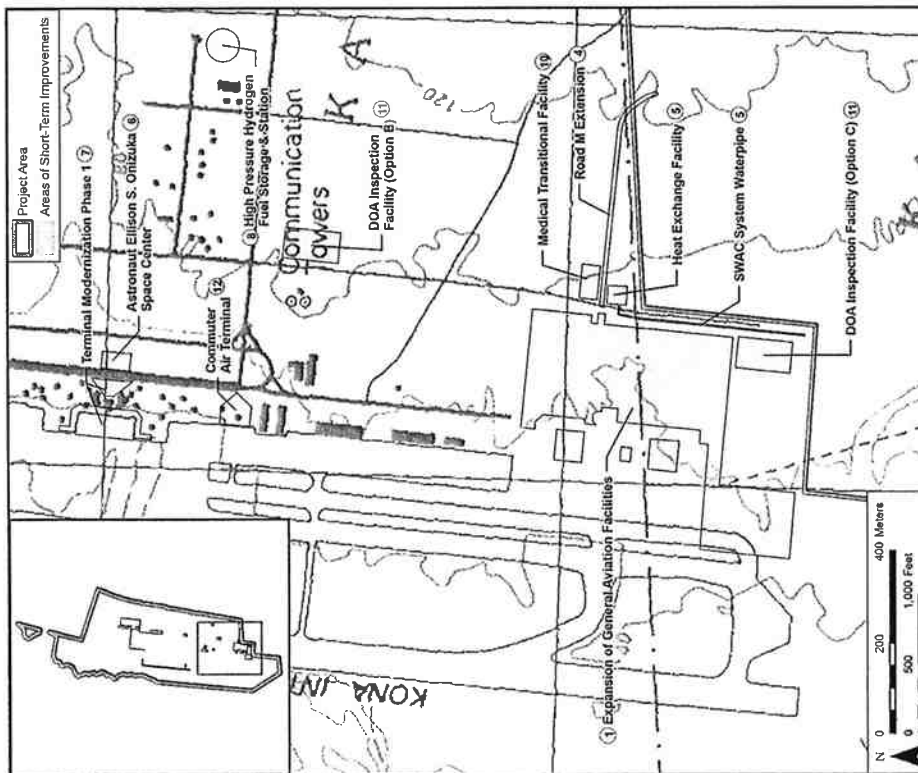 Project Area
Areas of Short-Term Improvements
Terminal Modernization Phase 1 7
Astronaut Ellison S. Onizuka 6
Space Center
80
Commuter 12
Air Terminal
8 High Pressure Hydrogen
Fuel Storage & Station
Communication
Towers
K A
120
DOA Inspection
Facility (Option B) 11
Medical Transitional Facility 10
Road M Extension 4
Heat Exchange Facility 5
SWAC System Waterpipe 5
DOA Inspection Facility (Option C) 11
1 Expansion of General Aviation Facilities
40
KONA IN
N
0 200 400 Meters
0 500 1,000 Feet